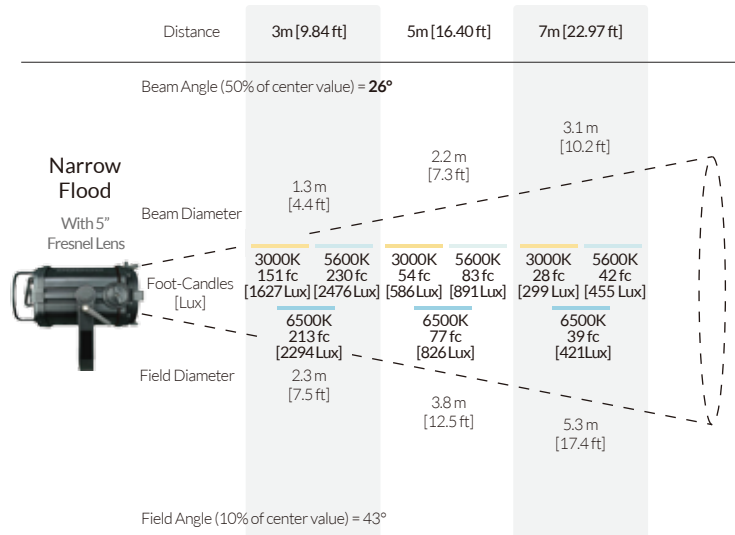 Distance 3m [9.84 ft] 5m [16.40 ft] 7m [22.97 ft]
Beam Angle (50% of center value) = 26°
Narrow
Flood
With 5”
Fresnel Lens
Beam Diameter
1.3 m
[4.4 ft]
2.2 m
[7.3 ft]
3.1 m
[10.2 ft]
Foot-Candles
[Lux]
3000K 5600K 3000K 5600K 3000K 5600K
151 fc 230 fc 54 fc 83 fc 28 fc 42 fc
[1627 Lux] [2476 Lux] [586 Lux] [891 Lux] [299 Lux] [455 Lux]
6500K 6500K 6500K
213 fc 77 fc 39 fc
[2294 Lux] [826 Lux] [421Lux]
Field Diameter
2.3 m
[7.5 ft]
3.8 m
[12.5 ft]
5.3 m
[17.4 ft]
Field Angle (10% of center value) = 43°